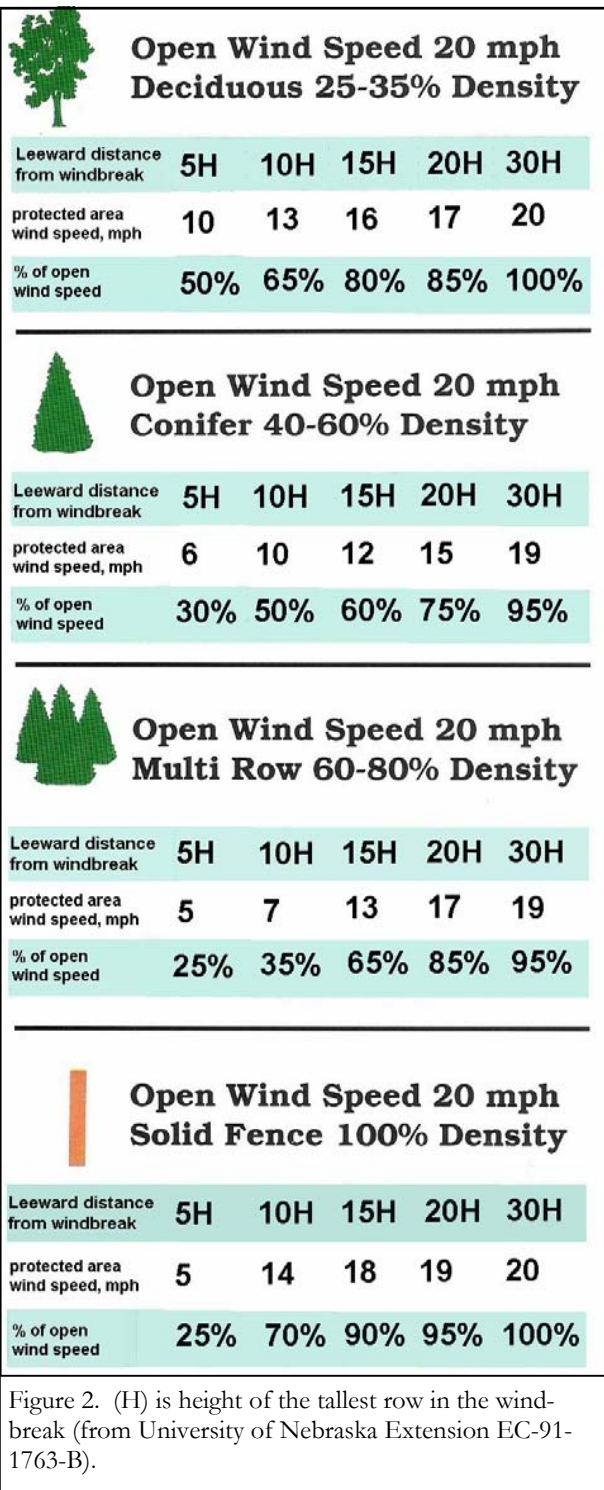 Open Wind Speed 20 mph
Deciduous 25-35% Density
Leeward distance
from windbreak 5H 10H 15H 20H 30H
protected area
wind speed, mph 10 13 16 17 20
% of open
wind speed 50% 65% 80% 85% 100%
Open Wind Speed 20 mph
Conifer 40-60% Density
Leeward distance
from windbreak 5H 10H 15H 20H 30H
protected area
wind speed, mph 6 10 12 15 19
% of open
wind speed 30% 50% 60% 75% 95%
Open Wind Speed 20 mph
Multi Row 60-80% Density
Leeward distance
from windbreak 5H 10H 15H 20H 30H
protected area
wind speed, mph 5 7 13 17 19
% of open
wind speed 25% 35% 65% 85% 95%
Open Wind Speed 20 mph
Solid Fence 100% Density
Leeward distance
from windbreak 5H 10H 15H 20H 30H
protected area
wind speed, mph 5 14 18 19 20
% of open
wind speed 25% 70% 90% 95% 100%
Figure 2. (H) is height of the tallest row in the wind-
break (from University of Nebraska Extension EC-91-
1763-B).